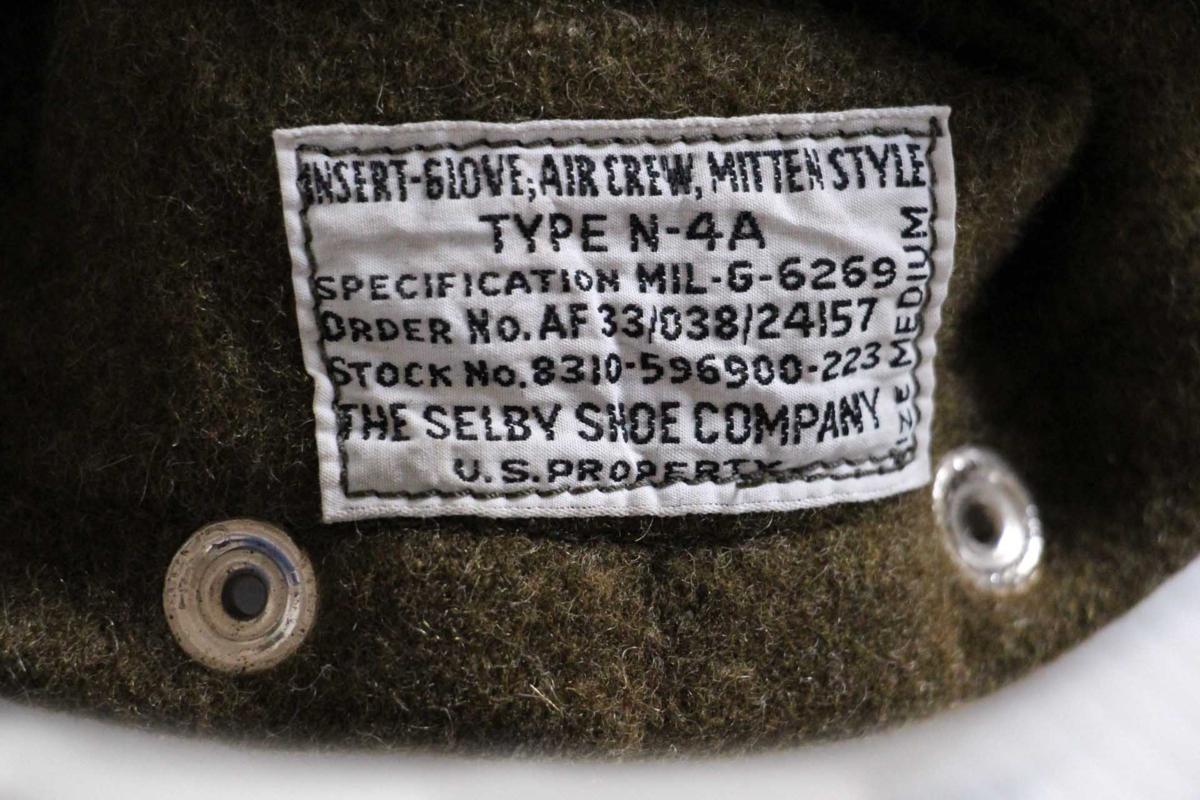 INSERT-GLOVE; AIR CREW, MITTEN STYLE
TYPE N-4A
SPECIFICATION MIL-G-6269
ORDER NO. AF 33/038/24157
STOCK NO. 8310-596900-223
THE SELBY SHOE COMPANY
U.S. PROPERTY
SIZE MEDIUM